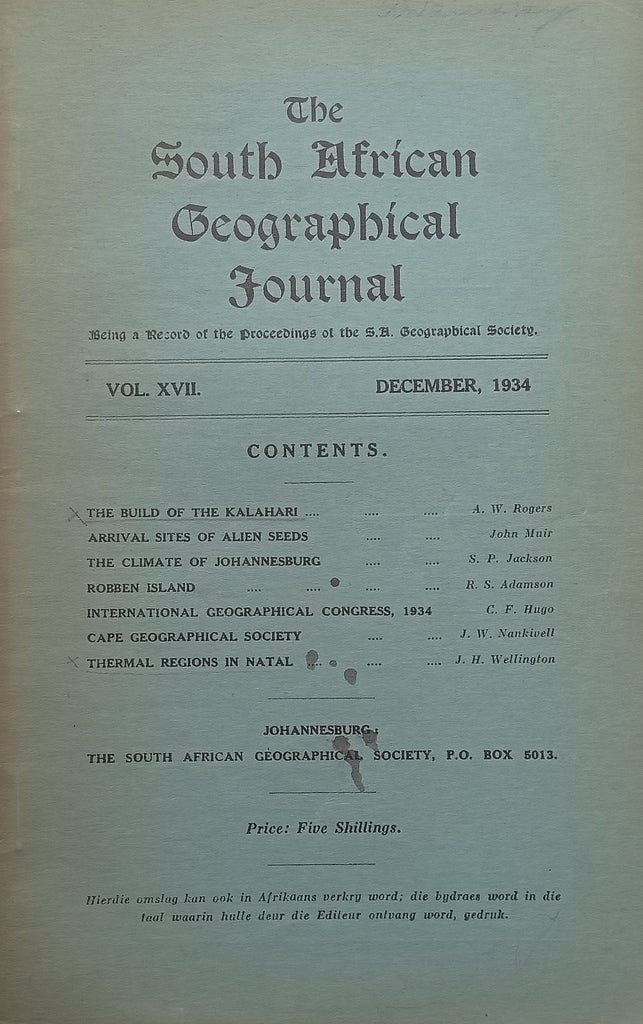 The
South African
Geographical
Journal
Being a Record of the Proceedings of the S.A. Geographical Society.
VOL. XVII. DECEMBER, 1934
CONTENTS.
THE BUILD OF THE KALAHARI .... .... .... A. W. Rogers
ARRIVAL SITES OF ALIEN SEEDS .... .... John Muir
THE CLIMATE OF JOHANNESBURG .... .... S. P. Jackson
ROBBEN ISLAND .... .... .... .... R. S. Adamson
INTERNATIONAL GEOGRAPHICAL CONGRESS, 1934 C. F. Hugo
CAPE GEOGRAPHICAL SOCIETY .... .... J. W. Nankivell
THERMAL REGIONS IN NATAL .... .... .... J. H. Wellington
JOHANNESBURG:
THE SOUTH AFRICAN GEOGRAPHICAL SOCIETY, P.O. BOX 5013.
Price: Five Shillings.
Hierdie omslag kan ook in Afrikaans verkry word; die bydraes word in die
taal waarin hulle deur die Editeur ontvang word, gedruk.